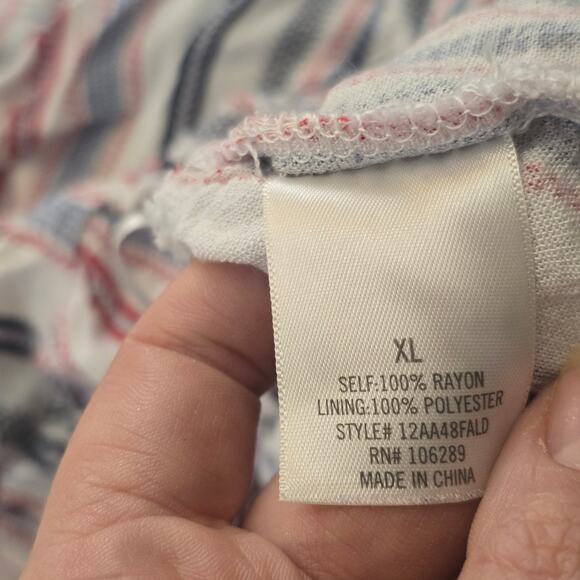 XL
SELF:100% RAYON
LINING:100% POLYESTER
STYLE# 12AA48FALD
RN# 106289
MADE IN CHINA